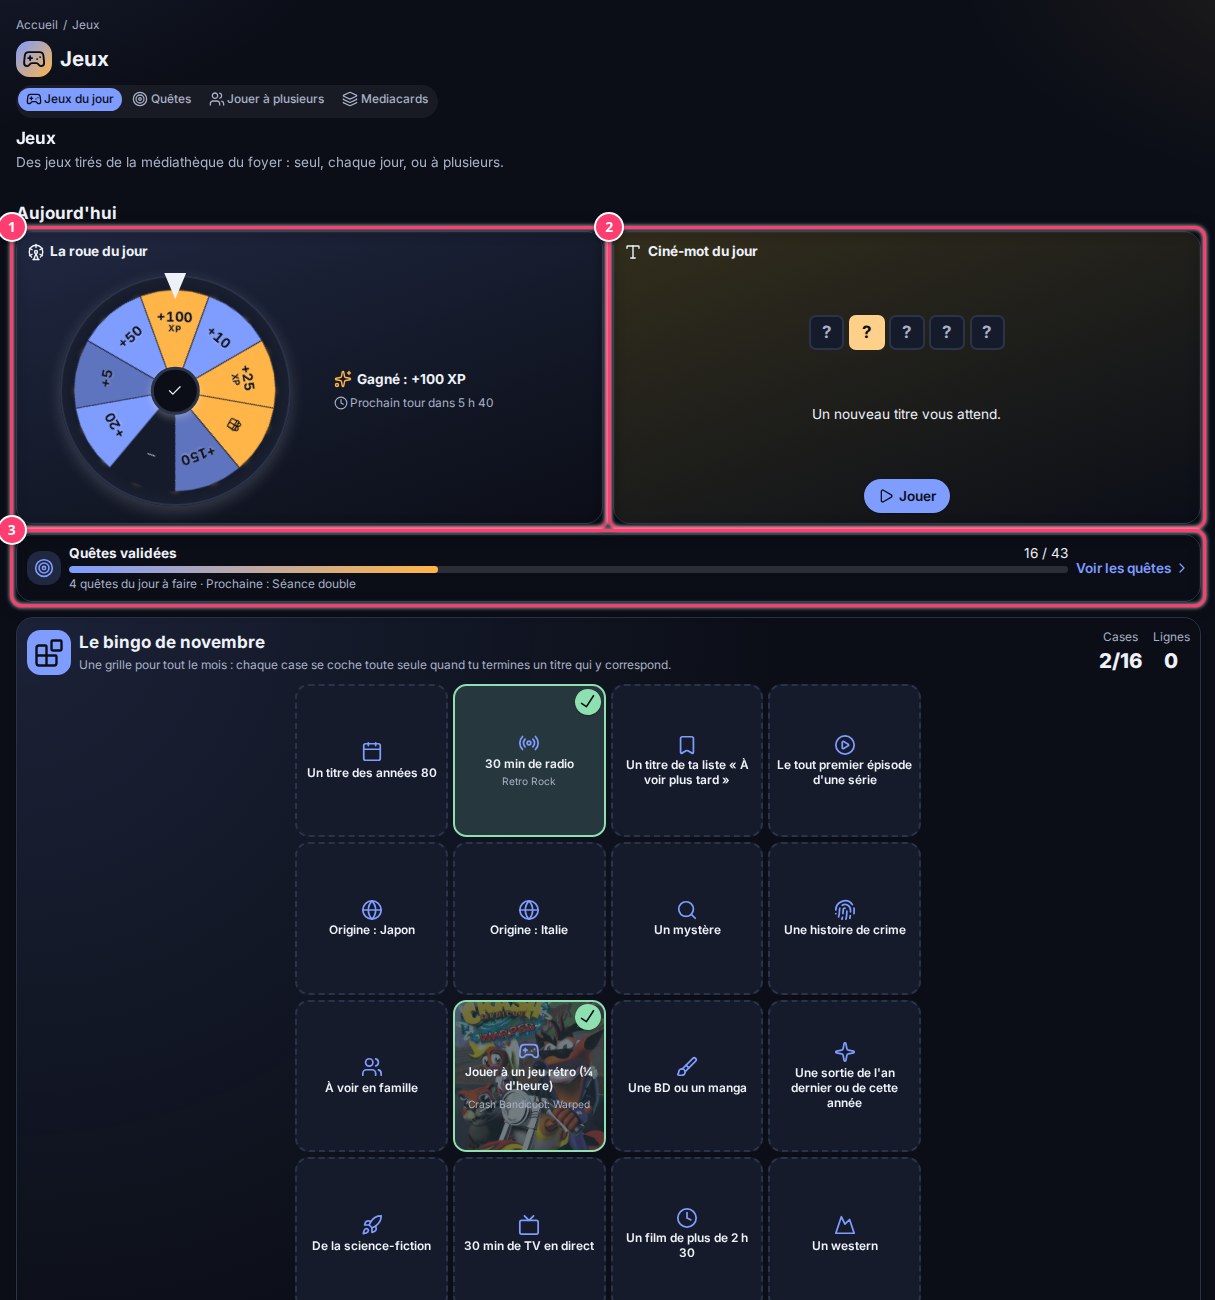 Accueil / Jeux
Jeux
Jeux du jour
Quêtes
Jouer à plusieurs
Mediacards
Jeux
Des jeux tirés de la médiathèque du foyer : seul, chaque jour, ou à plusieurs.
Aujourd'hui
1
2
La roue du jour
+100
XP
+10
+25
XP
+150
–
+20
+5
+50
Gagné : +100 XP
Prochain tour dans 5 h 40
Ciné-mot du jour
? ? ? ? ?
Un nouveau titre vous attend.
Jouer
3
Quêtes validées
16 / 43
4 quêtes du jour à faire · Prochaine : Séance double
Voir les quêtes
Le bingo de novembre
Une grille pour tout le mois : chaque case se coche toute seule quand tu termines un titre qui y correspond.
Cases
2/16
Lignes
0
Un titre des années 80
30 min de radio
Retro Rock
Un titre de ta liste « À
voir plus tard »
Le tout premier épisode
d'une série
Origine : Japon
Origine : Italie
Un mystère
Une histoire de crime
À voir en famille
Jouer à un jeu rétro (¼
d'heure)
Crash Bandicoot: Warped
Une BD ou un manga
Une sortie de l'an
dernier ou de cette
année
De la science-fiction
30 min de TV en direct
Un film de plus de 2 h
30
Un western